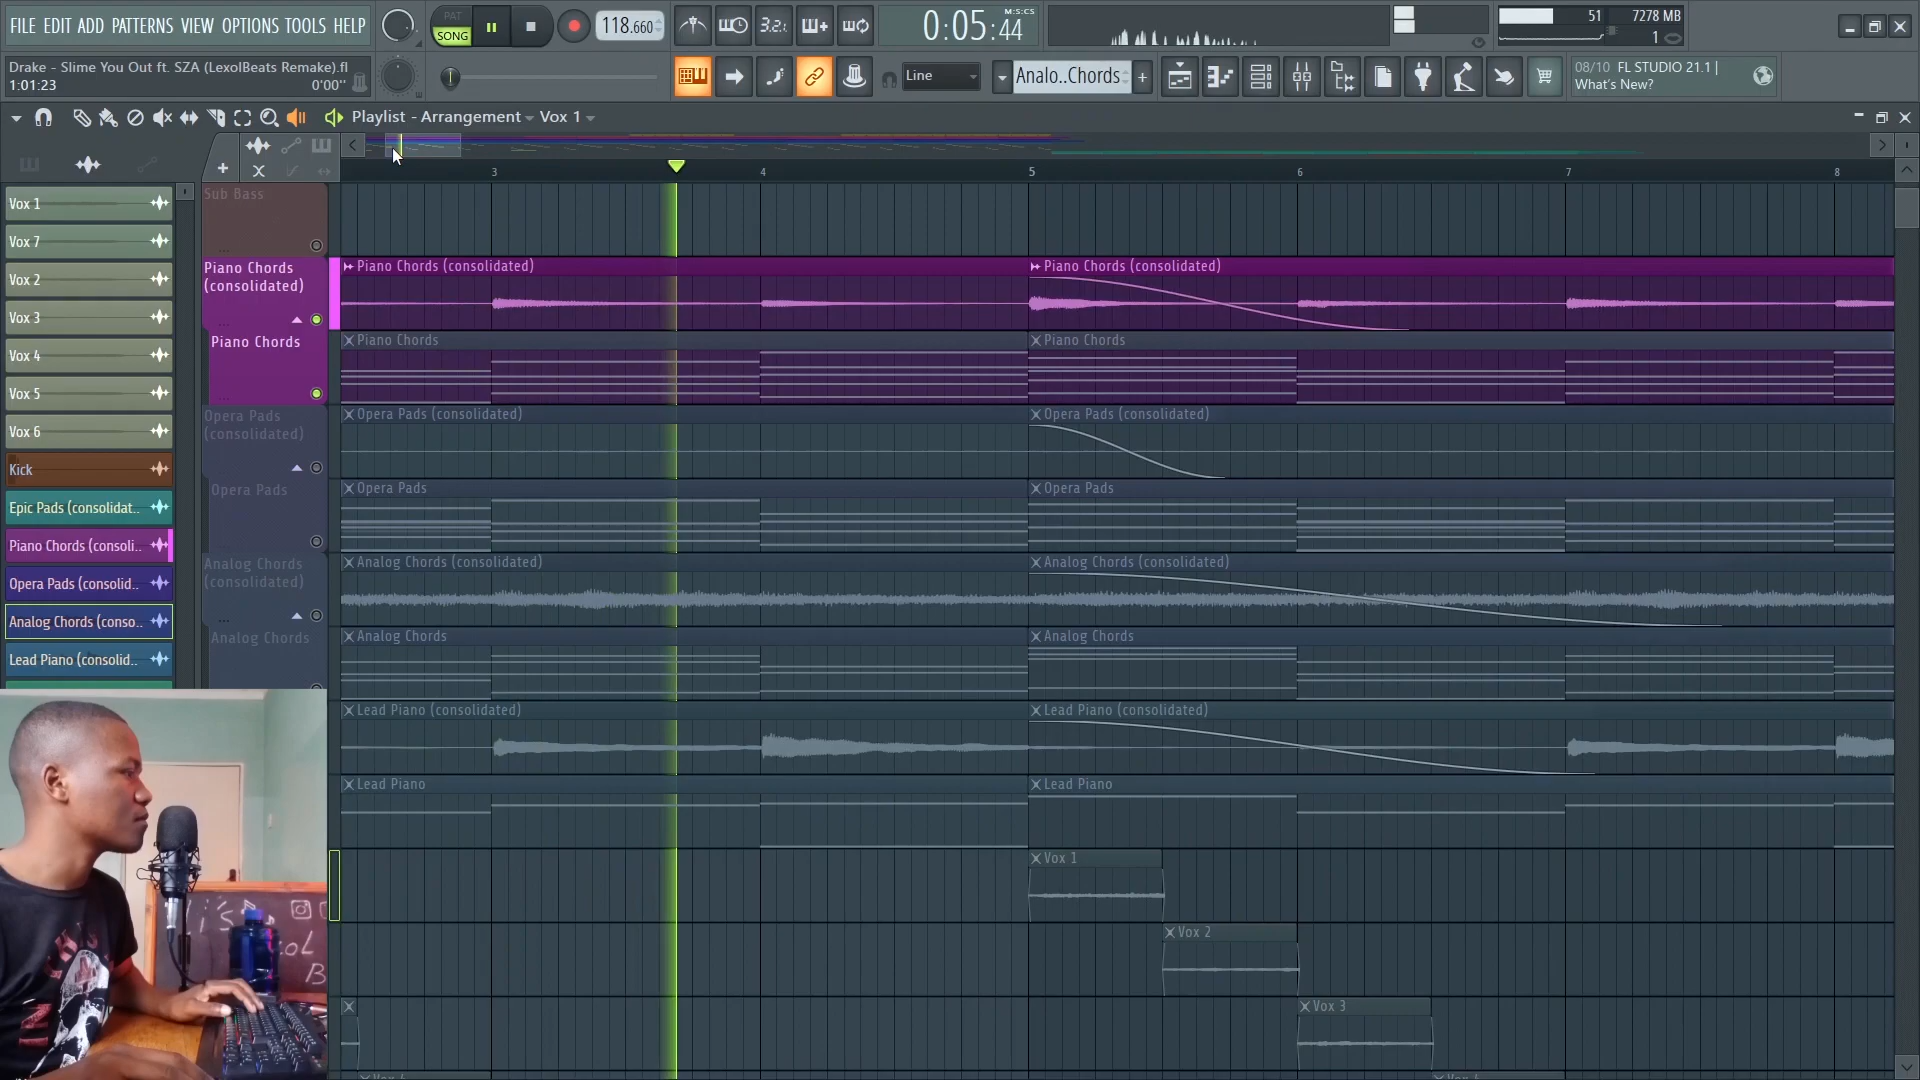 FILE EDIT ADD PATTERNS VIEW OPTIONS TOOLS HELP
PAT
SONG
118.660
3.2.
0:05:44
M:S:CS
51
7278 MB
1
Drake - Slime You Out ft. SZA (LexolBeats Remake).fl
1:01:23
0'00"
Line
Analo..Chords
08/10 FL STUDIO 21.1 |
What's New?
Playlist - Arrangement
Vox 1
3
4
5
6
7
8
Vox 1
Vox 7
Vox 2
Vox 3
Vox 4
Vox 5
Vox 6
Kick
Epic Pads (consolidat..
Piano Chords (consoli..
Opera Pads (consolid..
Analog Chords (conso..
Lead Piano (consolid..
Sub Bass
Piano Chords
(consolidated)
Piano Chords
Opera Pads
(consolidated)
Opera Pads
Analog Chords
(consolidated)
Analog Chords
Piano Chords (consolidated)
Piano Chords (consolidated)
Piano Chords
Piano Chords
Opera Pads (consolidated)
Opera Pads (consolidated)
Opera Pads
Opera Pads
Analog Chords (consolidated)
Analog Chords (consolidated)
Analog Chords
Analog Chords
Lead Piano (consolidated)
Lead Piano (consolidated)
Lead Piano
Lead Piano
Vox 1
Vox 2
Vox 3